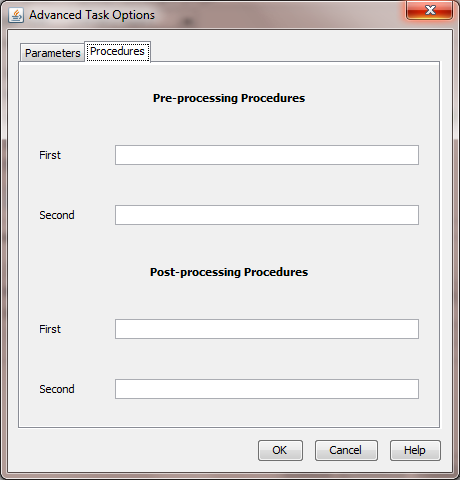 Advanced Task Options
Parameters Procedures
Pre-processing Procedures
First
Second
Post-processing Procedures
First
Second
OK Cancel Help